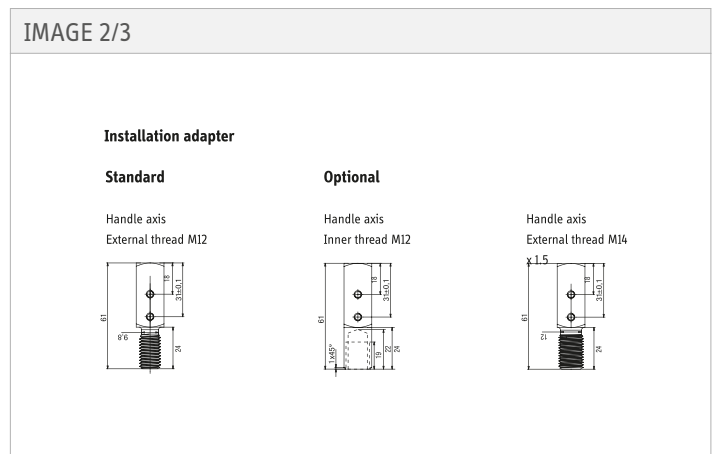 IMAGE 2/3
Installation adapter
Standard
Optional
Handle axis
External thread M12
Handle axis
Inner thread M12
Handle axis
External thread M14
x 1.5
61
18
31±0,1
9.8
24
61
18
31±0,1
1x45°
19
22
24
61
18
31±0,1
12
24